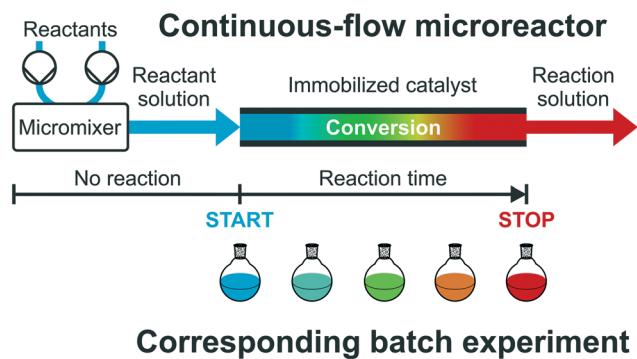 Continuous-flow microreactor
Reactants
Reactant
solution
Micromixer
Immobilized catalyst
Conversion
Reaction
solution
No reaction
Reaction time
START
STOP
Corresponding batch experiment